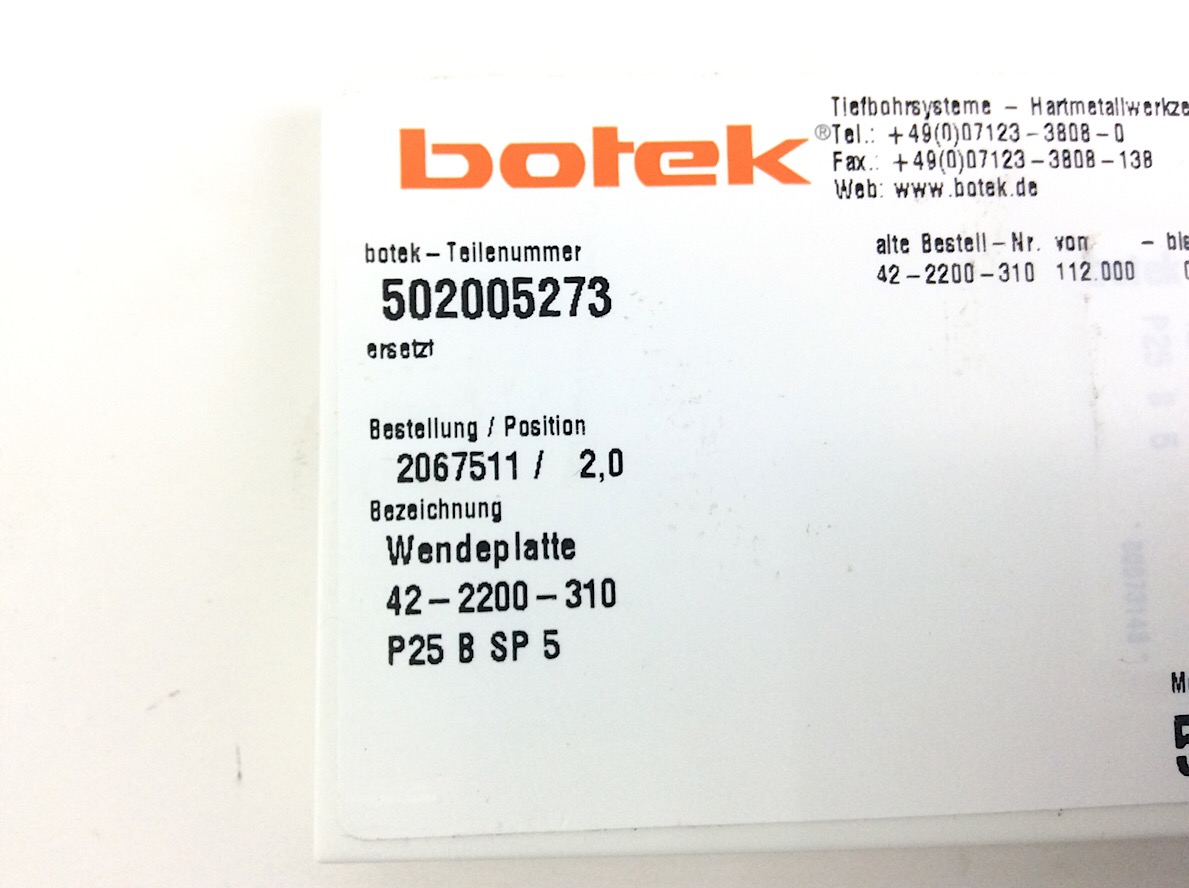 botek®
Tiefbohrsysteme - Hartmetallwerkze
Tel.: +49(0)07123-3808-0
Fax.: +49(0)07123-3808-138
Web: www.botek.de
botek-Teilenummer
502005273
ersetzt
alte Bestell-Nr. von - bis
42-2200-310 112.000
Bestellung / Position
2067511 / 2,0
Bezeichnung
Wendeplatte
42-2200-310
P25 B SP 5